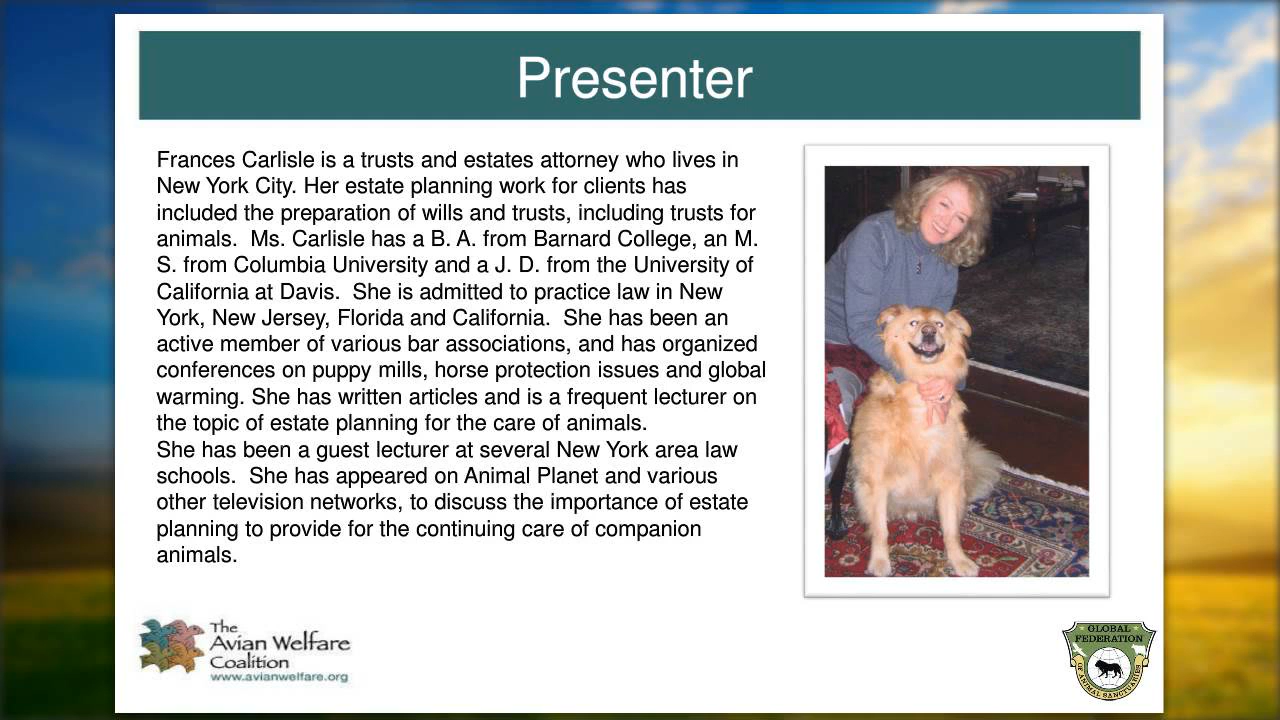 Presenter
Frances Carlisle is a trusts and estates attorney who lives in
New York City. Her estate planning work for clients has
included the preparation of wills and trusts, including trusts for
animals.  Ms. Carlisle has a B. A. from Barnard College, an M.
S. from Columbia University and a J. D. from the University of
California at Davis.  She is admitted to practice law in New
York, New Jersey, Florida and California.  She has been an
active member of various bar associations, and has organized
conferences on puppy mills, horse protection issues and global
warming. She has written articles and is a frequent lecturer on
the topic of estate planning for the care of animals.
She has been a guest lecturer at several New York area law
schools.  She has appeared on Animal Planet and various
other television networks, to discuss the importance of estate
planning to provide for the continuing care of companion
animals.
The
Avian Welfare
Coalition
www.avianwelfare.org
GLOBAL
FEDERATION
OF ANIMAL SANCTUARIES